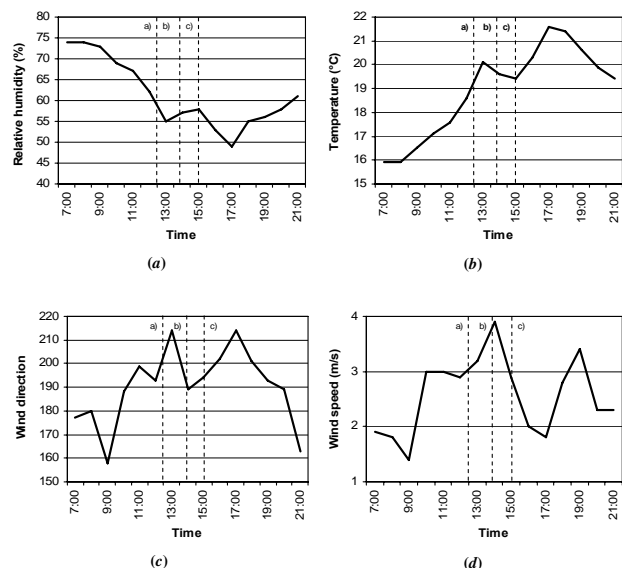 Relative humidity (%)
80
75
70
65
60
55
50
45
40
a)
b)
c)
7:00
9:00
11:00
13:00
15:00
17:00
19:00
21:00
Time
(a)
Temperature (°C)
22
21
20
19
18
17
16
15
a)
b)
c)
7:00
9:00
11:00
13:00
15:00
17:00
19:00
21:00
Time
(b)
Wind direction
220
210
200
190
180
170
160
150
a)
b)
c)
7:00
9:00
11:00
13:00
15:00
17:00
19:00
21:00
Time
(c)
Wind speed (m/s)
4
3
2
1
a)
b)
c)
7:00
9:00
11:00
13:00
15:00
17:00
19:00
21:00
Time
(d)